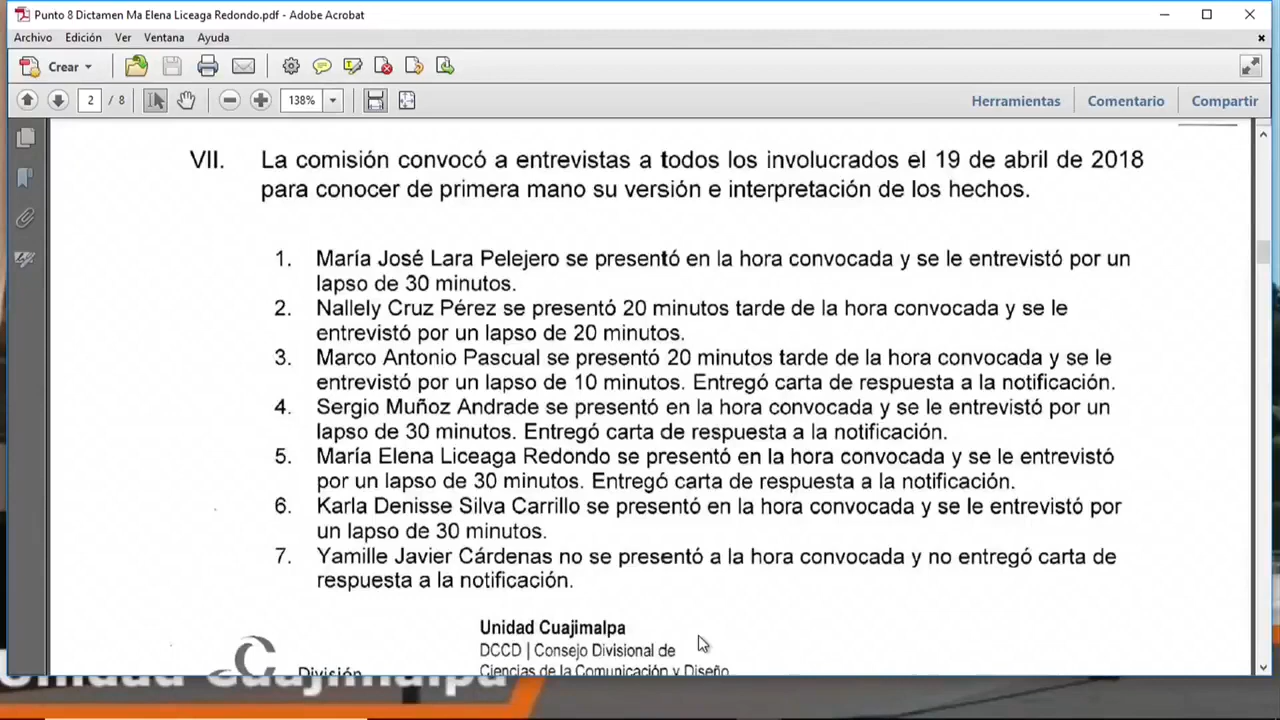 Punto 8 Dictamen Ma Elena Liceaga Redondo.pdf - Adobe Acrobat
Archivo Edición Ver Ventana Ayuda
Crear
2 / 8 138% Herramientas Comentario Compartir
VII. La comisión convocó a entrevistas a todos los involucrados el 19 de abril de 2018
para conocer de primera mano su versión e interpretación de los hechos.
1. María José Lara Pelejero se presentó en la hora convocada y se le entrevistó por un
lapso de 30 minutos.
2. Nallely Cruz Pérez se presentó 20 minutos tarde de la hora convocada y se le
entrevistó por un lapso de 20 minutos.
3. Marco Antonio Pascual se presentó 20 minutos tarde de la hora convocada y se le
entrevistó por un lapso de 10 minutos. Entregó carta de respuesta a la notificación.
4. Sergio Muñoz Andrade se presentó en la hora convocada y se le entrevistó por un
lapso de 30 minutos. Entregó carta de respuesta a la notificación.
5. María Elena Liceaga Redondo se presentó en la hora convocada y se le entrevistó
por un lapso de 30 minutos. Entregó carta de respuesta a la notificación.
6. Karla Denisse Silva Carrillo se presentó en la hora convocada y se le entrevistó por
un lapso de 30 minutos.
7. Yamille Javier Cárdenas no se presentó a la hora convocada y no entregó carta de
respuesta a la notificación.
Unidad Cuajimalpa
DCCD | Consejo Divisional de
División Ciencias de la Comunicación y Diseño
Unidad Cuajimalpa